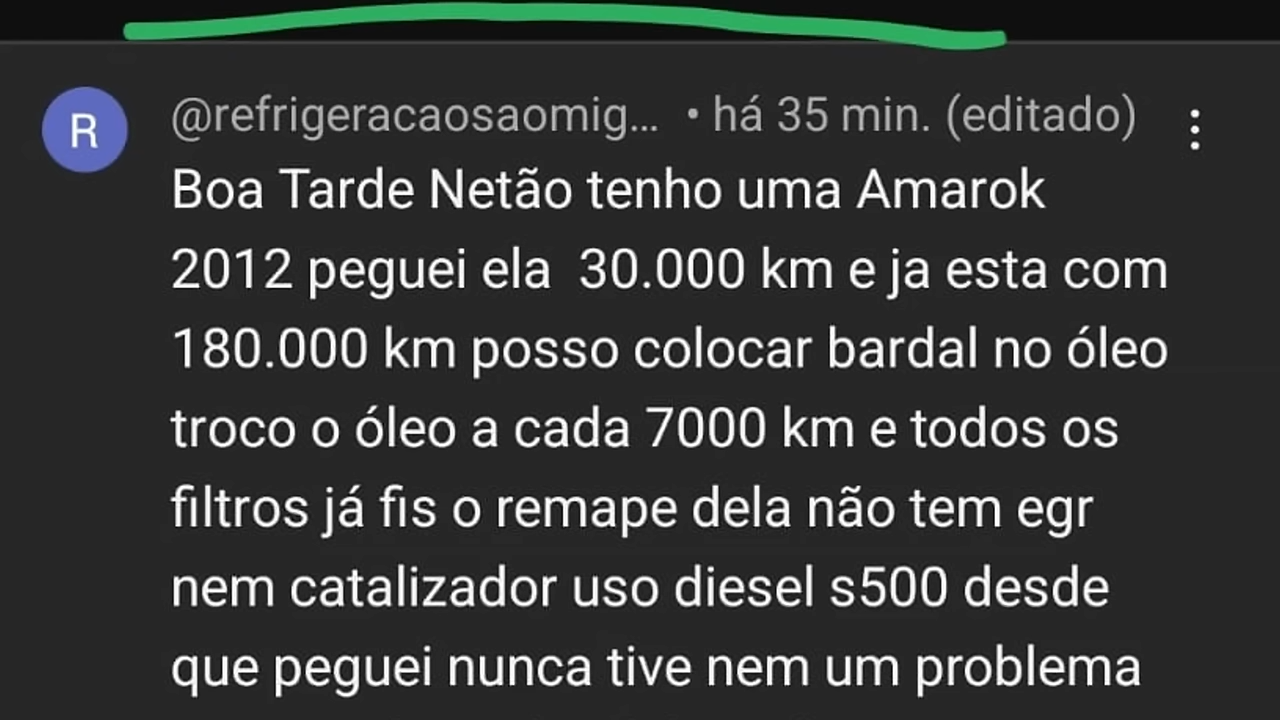 R
@refrigeracaosaomig... • há 35 min. (editado)
Boa Tarde Netão tenho uma Amarok
2012 peguei ela 30.000 km e ja esta com
180.000 km posso colocar bardal no óleo
troco o óleo a cada 7000 km e todos os
filtros já fis o remape dela não tem egr
nem catalizador uso diesel s500 desde
que peguei nunca tive nem um problema